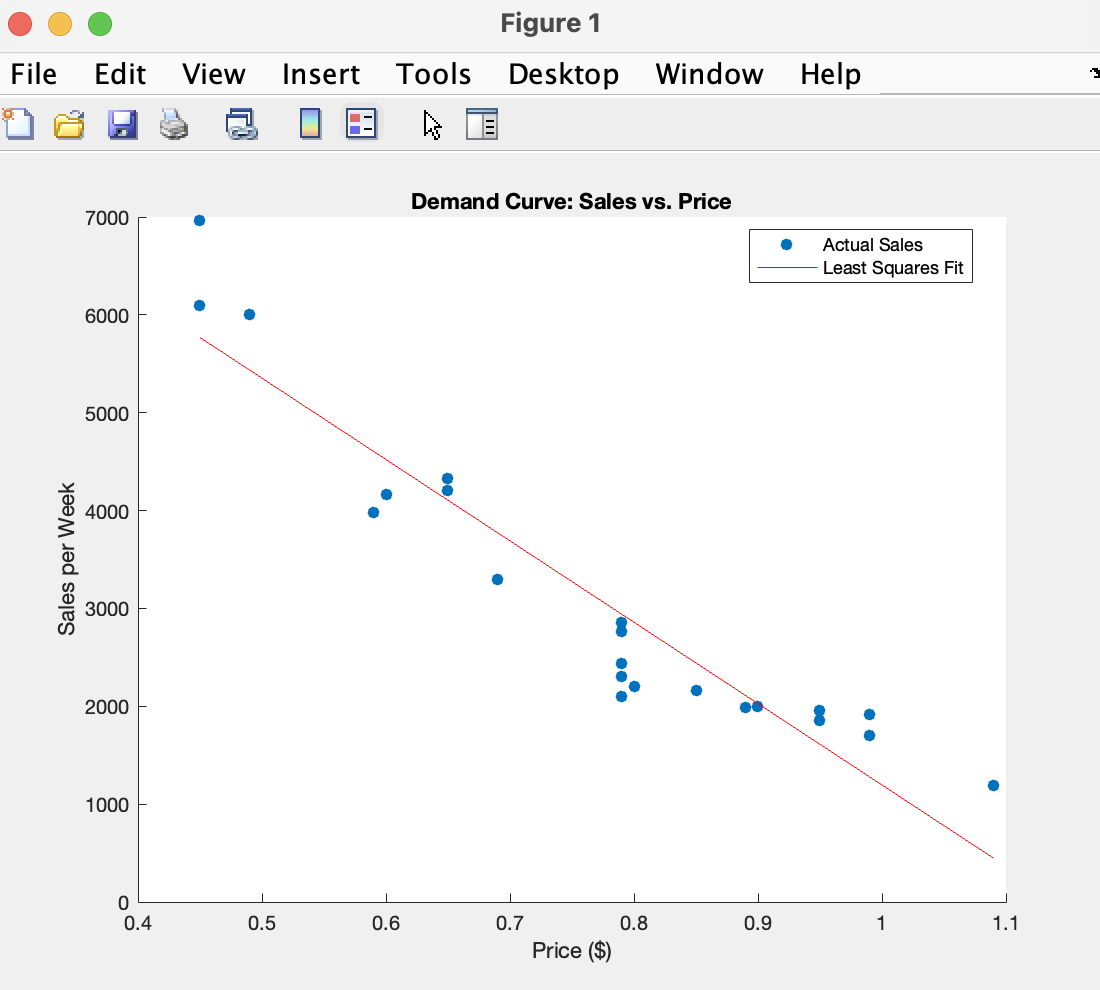 Figure 1
File Edit View Insert Tools Desktop Window Help
Demand Curve: Sales vs. Price
Actual Sales
Least Squares Fit
7000
6000
5000
4000
3000
2000
1000
0
Sales per Week
0.4 0.5 0.6 0.7 0.8 0.9 1 1.1
Price ($)